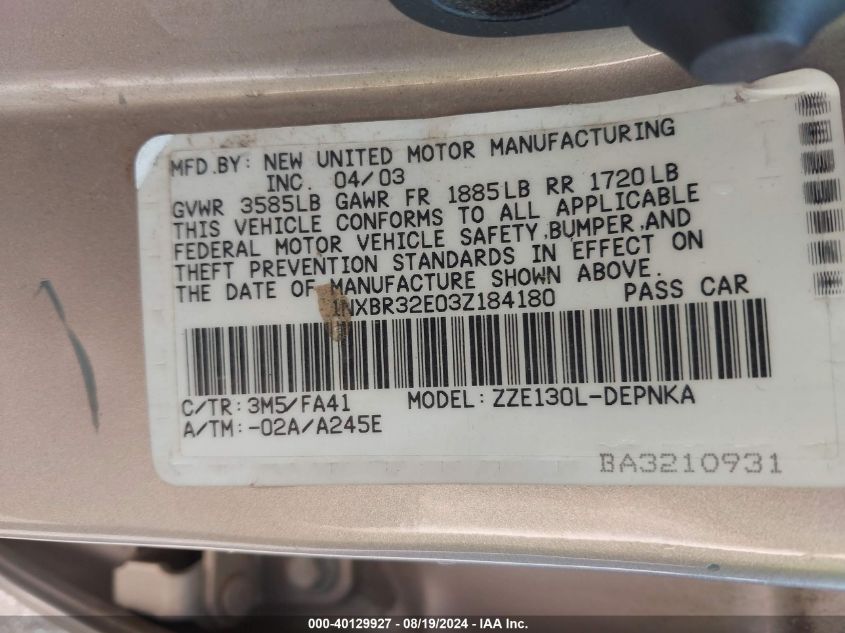 MFD.BY: NEW UNITED MOTOR MANUFACTURING
INC. 04/03
GVWR 3585LB GAWR FR 1885LB RR 1720LB
THIS VEHICLE CONFORMS TO ALL APPLICABLE
FEDERAL MOTOR VEHICLE SAFETY,BUMPER,AND
THEFT PREVENTION STANDARDS IN EFFECT ON
THE DATE OF MANUFACTURE SHOWN ABOVE.
1NXBR32E03Z184180 PASS CAR
C/TR: 3M5/FA41 MODEL: ZZE130L-DEPNKA
A/TM: -02A/A245E
BA3210931
000-40129927 - 08/19/2024 - IAA Inc.